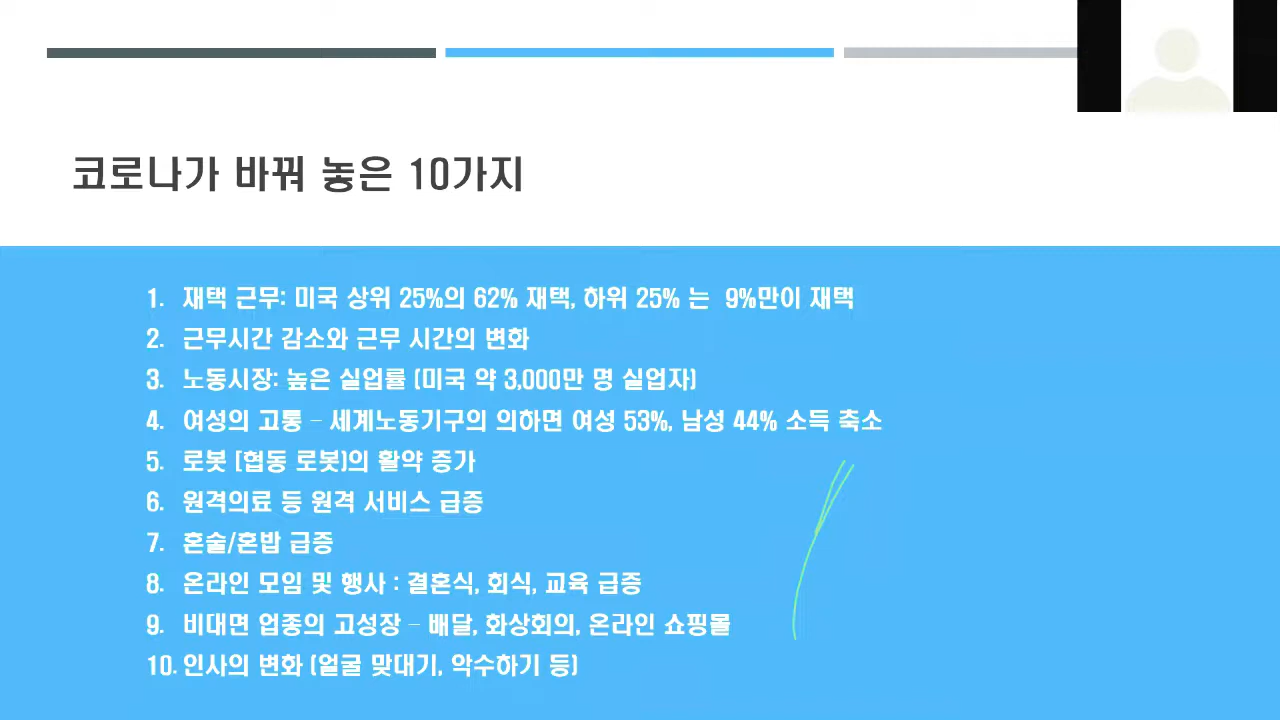 코로나가 바꿔 놓은 10가지
1. 재택 근무: 미국 상위 25%의 62% 재택, 하위 25% 는 9%만이 재택
2. 근무시간 감소와 근무 시간의 변화
3. 노동시장: 높은 실업률 (미국 약 3,000만 명 실업자)
4. 여성의 고통 – 세계노동기구의 의하면 여성 53%, 남성 44% 소득 축소
5. 로봇 (협동 로봇)의 활약 증가
6. 원격의료 등 원격 서비스 급증
7. 혼술/혼밥 급증
8. 온라인 모임 및 행사 : 결혼식, 회식, 교육 급증
9. 비대면 업종의 고성장 – 배달, 화상회의, 온라인 쇼핑몰
10. 인사의 변화 (얼굴 맞대기, 악수하기 등)